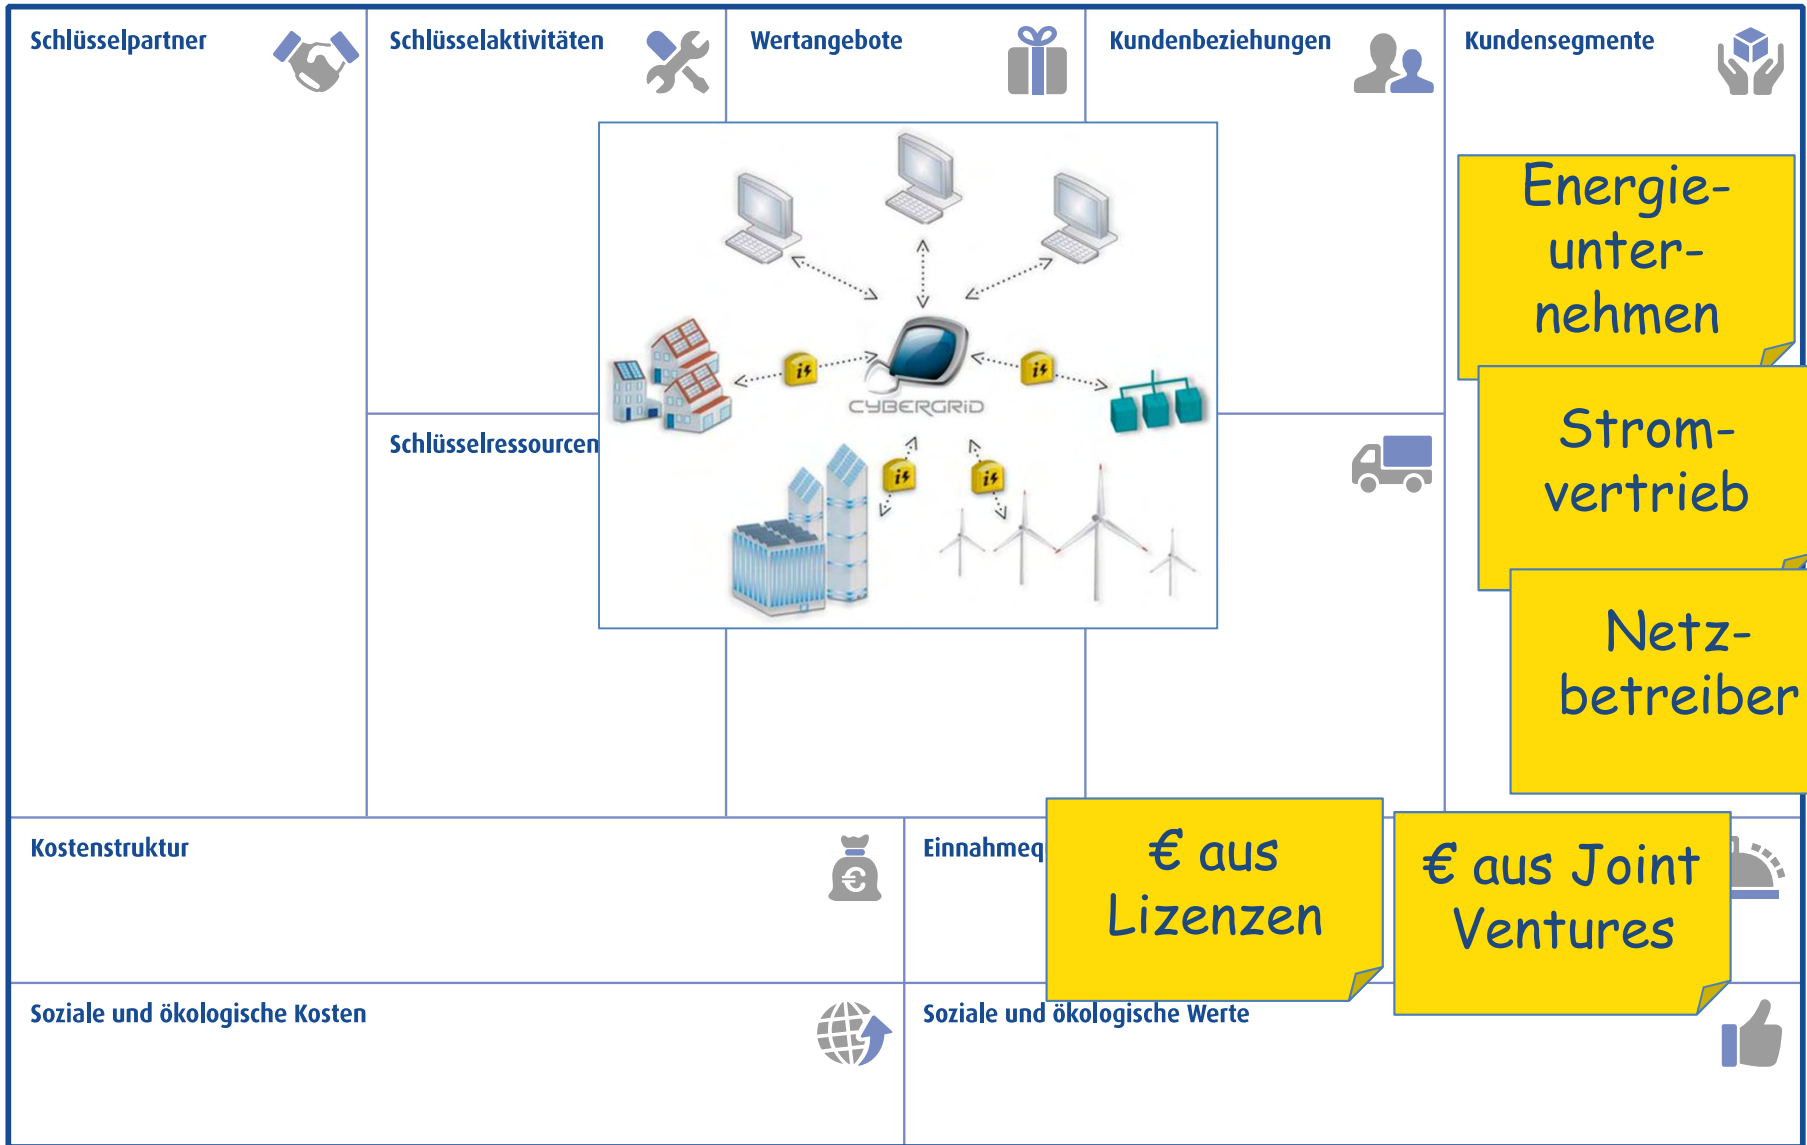 Schlüsselpartner
Schlüsselaktivitäten
Wertangebote
Kundenbeziehungen
Kundensegmente
Energie-
unter-
nehmen
Strom-
vertrieb
Netz-
betreiber
CYBERGRID
Schlüsselressourcen
Kostenstruktur
€
Einnahmeq
€ aus
Lizenzen
€ aus Joint
Ventures
Soziale und ökologische Kosten
Soziale und ökologische Werte